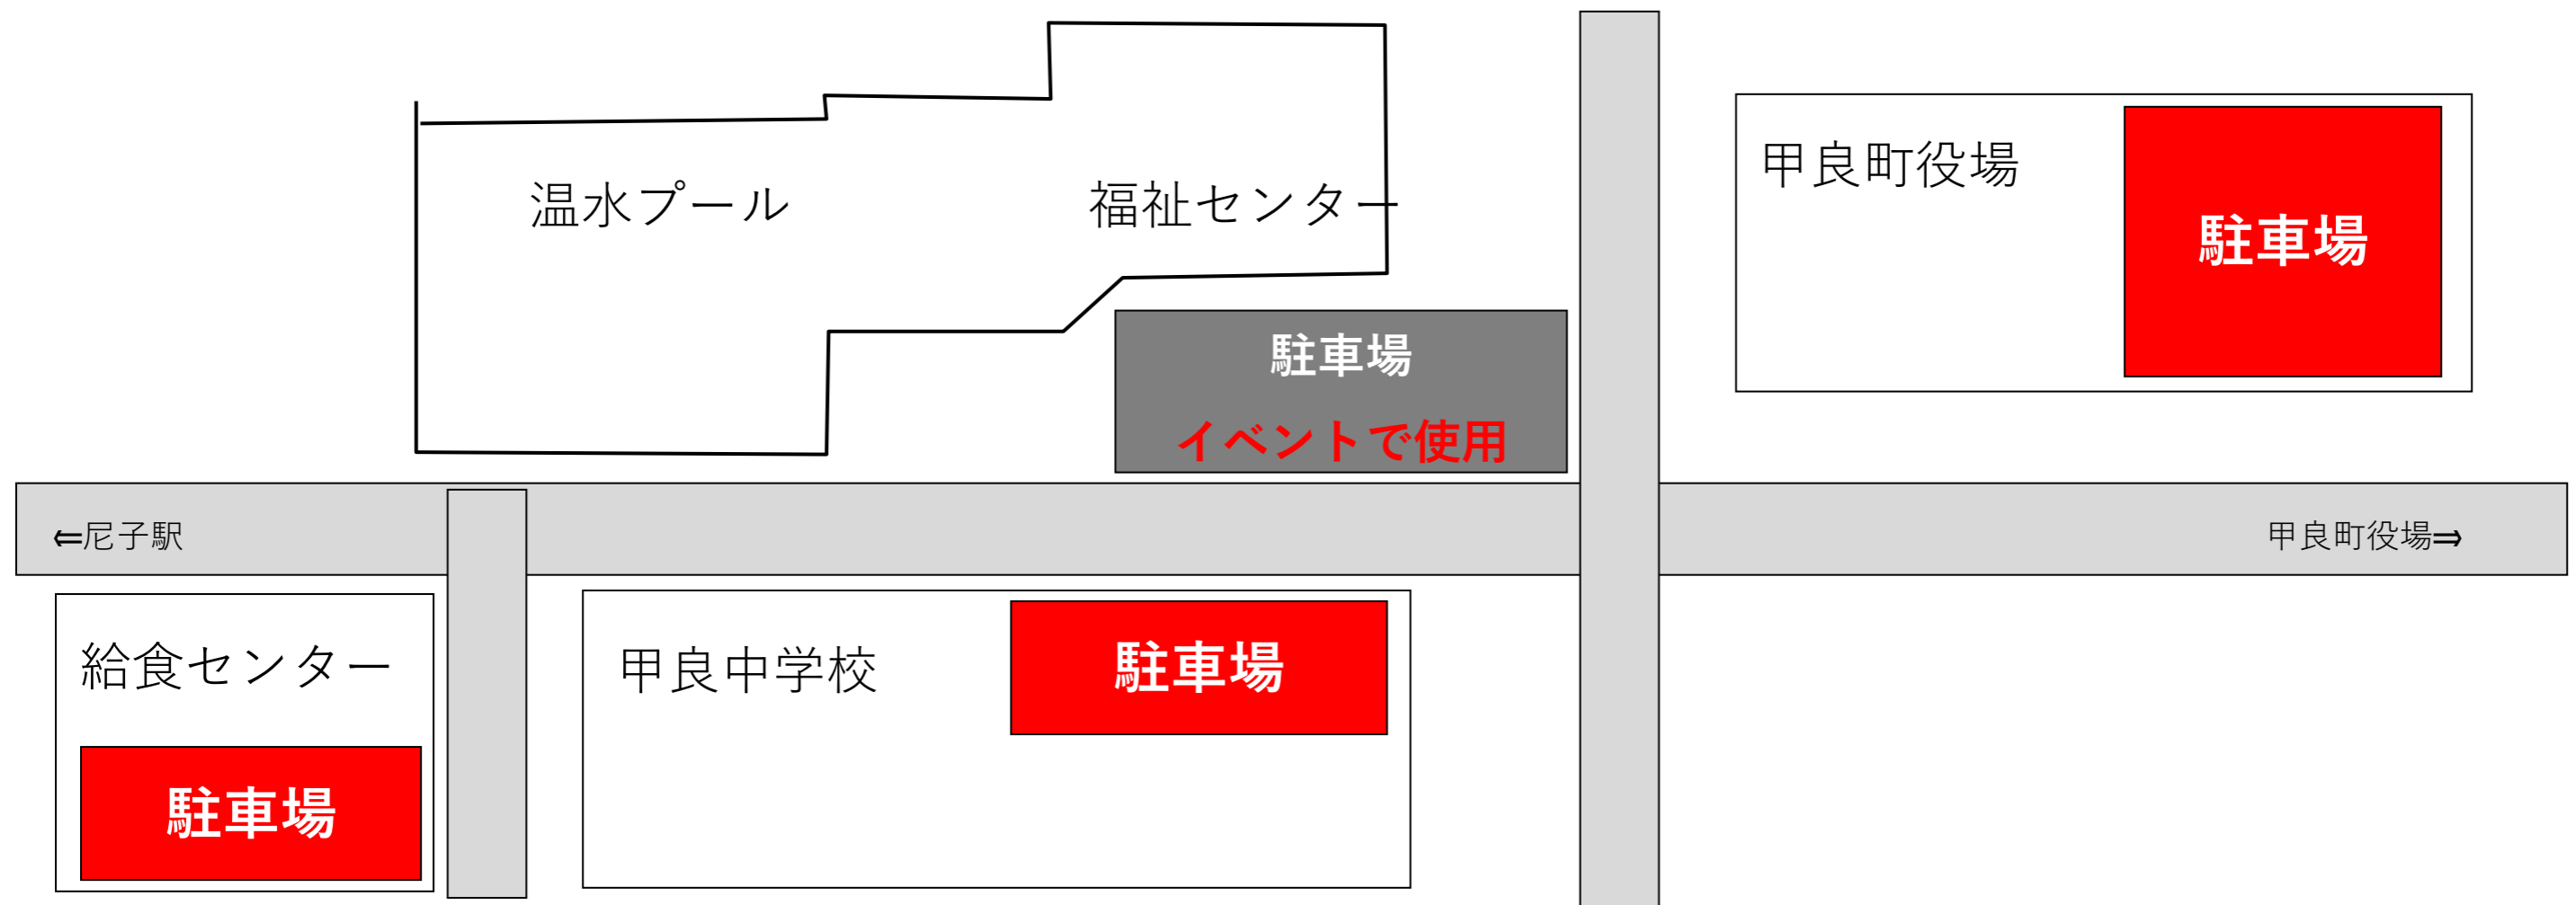 温水プール
福祉センター
甲良町役場
駐車場
駐車場
イベントで使用
⇐尼子駅
甲良町役場⇒
給食センター
駐車場
甲良中学校
駐車場